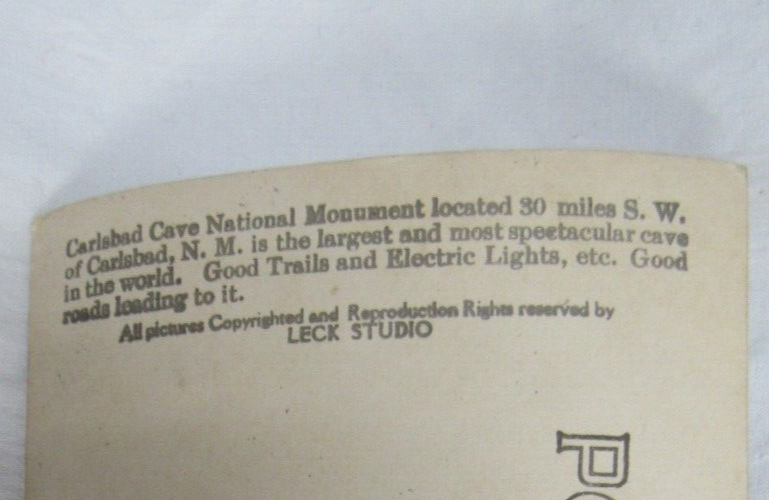 Carlsbad Cave National Monument located 30 miles S. W.
of Carlsbad, N. M. is the largest and most spectacular cave
in the world. Good Trails and Electric Lights, etc. Good
roads leading to it.
All pictures Copyrighted and Reproduction Rights reserved by
LECK STUDIO
PO